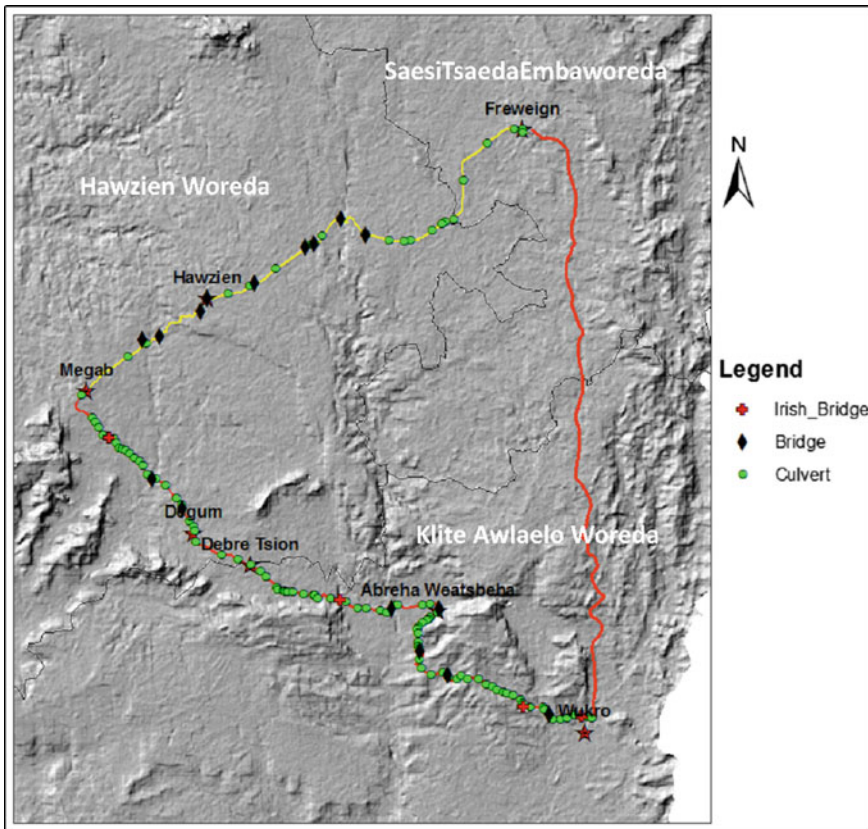 SaesiTsaedaEmbaworeda
Freweign
N
Hawzien Woreda
Hawzien
Megab
Legend
Irish_Bridge
Bridge
Culvert
Dugum
Debre Tsion
Klite Awlaelo Woreda
Abreha Weatsbeha
Wukro